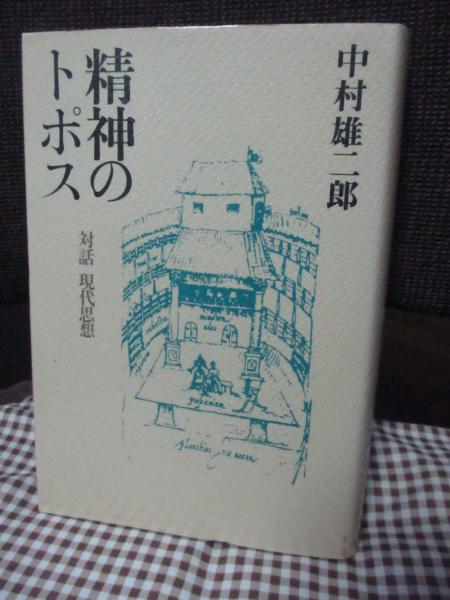 中村雄二郎
精神の
トポス
対話 現代思想